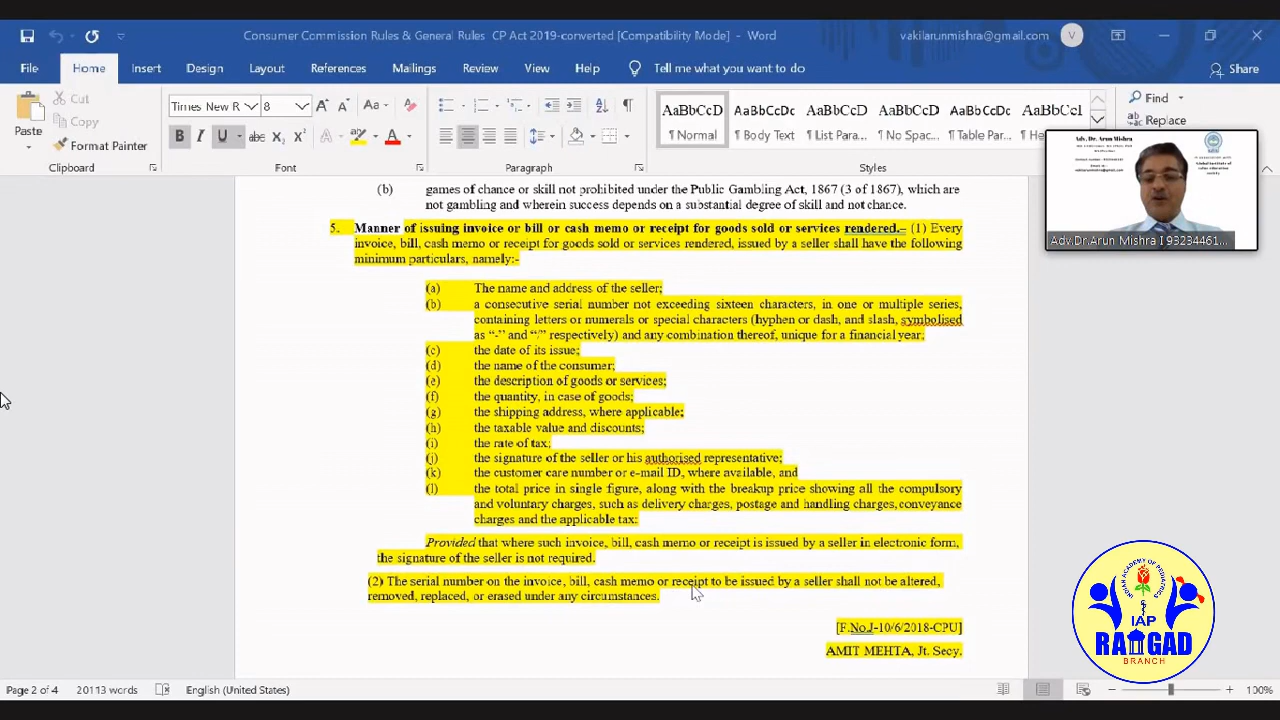 Consumer Commission Rules & General Rules CP Act 2019-converted [Compatibility Mode] - Word
vakilarunmishra@gmail.com
V
File
Home
Insert
Design
Layout
References
Mailings
Review
View
Help
Tell me what you want to do
Share
Paste
Cut
Copy
Format Painter
Clipboard
Times New R
8
Font
Paragraph
AaBbCcD
AaBbCcDc
AaBbCcD
AaBbCcD
AaBbCcDc
AaBbCc1
¶ Normal
¶ Body Text
¶ List Para...
¶ No Spac...
¶ Table Par...
Styles
Find
Replace
(b) games of chance or skill not prohibited under the Public Gambling Act, 1867 (3 of 1867), which are
not gambling and wherein success depends on a substantial degree of skill and not chance.
5. Manner of issuing invoice or bill or cash memo or receipt for goods sold or services rendered.– (1) Every
invoice, bill, cash memo or receipt for goods sold or services rendered, issued by a seller shall have the following
minimum particulars, namely:-
(a) The name and address of the seller;
(b) a consecutive serial number not exceeding sixteen characters, in one or multiple series,
containing letters or numerals or special characters (hyphen or dash, and slash, symbolised
as “-” and “/” respectively) and any combination thereof, unique for a financial year;
(c) the date of its issue;
(d) the name of the consumer;
(e) the description of goods or services;
(f) the quantity, in case of goods;
(g) the shipping address, where applicable;
(h) the taxable value and discounts;
(i) the rate of tax;
(j) the signature of the seller or his authorised representative;
(k) the customer care number or e-mail ID, where available, and
(l) the total price in single figure, along with the breakup price showing all the compulsory
and voluntary charges, such as delivery charges, postage and handling charges, conveyance
charges and the applicable tax:
Provided that where such invoice, bill, cash memo or receipt is issued by a seller in electronic form,
the signature of the seller is not required.
(2) The serial number on the invoice, bill, cash memo or receipt to be issued by a seller shall not be altered,
removed, replaced, or erased under any circumstances.
[F.No.J-10/6/2018-CPU]
AMIT MEHTA, Jt. Secy.
Adv. Dr. Arun Mishra
Adv.Dr.Arun Mishra I 93234461...
INDIAN ACADEMY OF PEDIATRICS
IAP
RAIGAD
BRANCH
Page 2 of 4
20113 words
English (United States)
100%